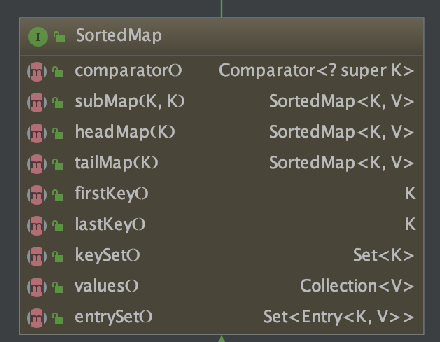 I SortedMap
m comparator() Comparator<? super K>
m subMap(K, K) SortedMap<K, V>
m headMap(K) SortedMap<K, V>
m tailMap(K) SortedMap<K, V>
m firstKey() K
m lastKey() K
m keySet() Set<K>
m values() Collection<V>
m entrySet() Set<Entry<K, V>>